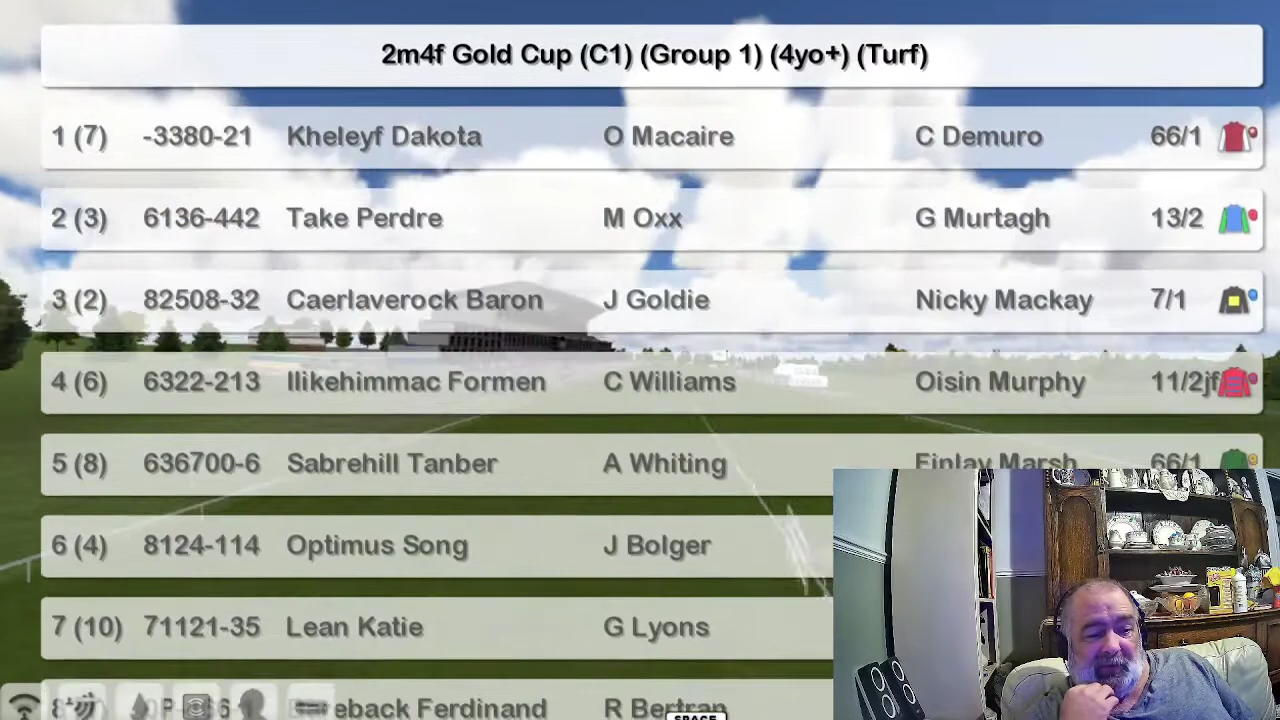 2m4f Gold Cup (C1) (Group 1) (4yo+) (Turf)
1 (7) -3380-21 Kheleyf Dakota O Macaire C Demuro 66/1
2 (3) 6136-442 Take Perdre M Oxx G Murtagh 13/2
3 (2) 82508-32 Caerlaverock Baron J Goldie Nicky Mackay 7/1
4 (6) 6322-213 Ilikehimmac Formen C Williams Oisin Murphy 11/2jf
5 (8) 636700-6 Sabrehill Tanber A Whiting Finlay Marsh 66/1
6 (4) 8124-114 Optimus Song J Bolger
7 (10) 71121-35 Lean Katie G Lyons
eback Ferdinand R Bertran
SPACE